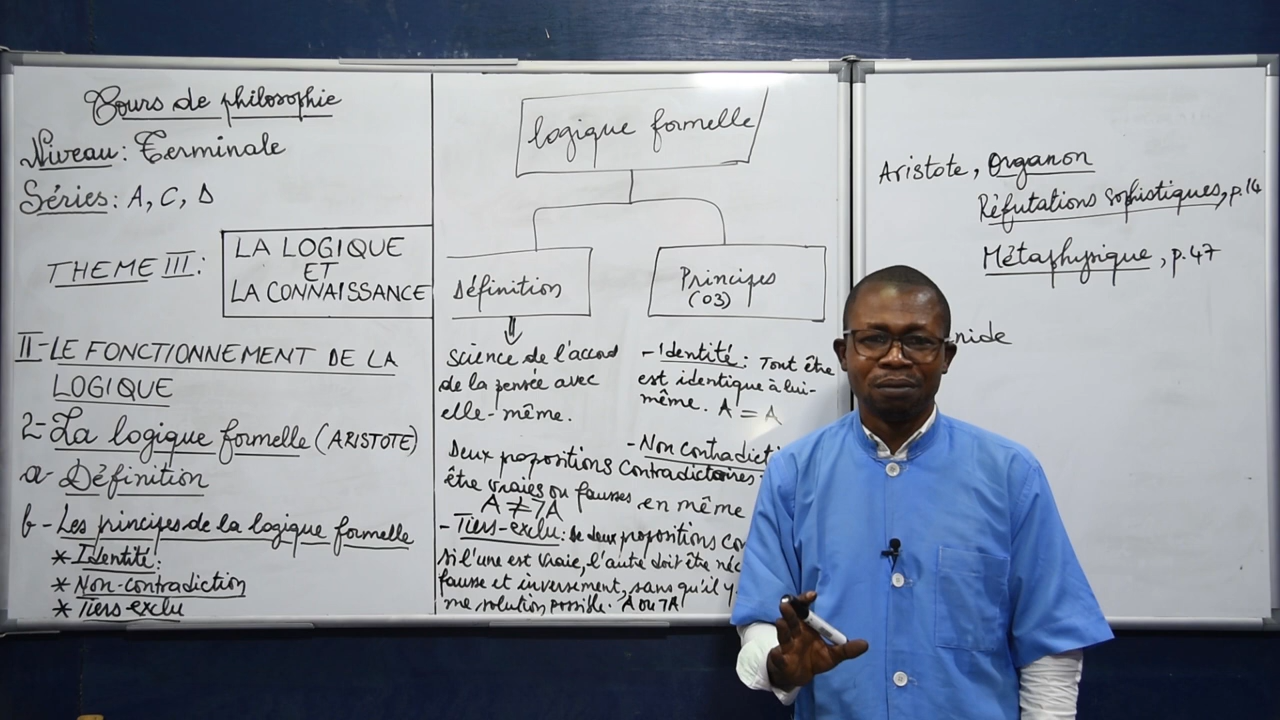 Cours de philosophie
Niveau: Terminale
Séries: A, C, D
THEME III:
LA LOGIQUE
ET
LA CONNAISSANCE
II-LE FONCTIONNEMENT DE LA
LOGIQUE
2-La logique formelle (ARISTOTE)
a- Définition
b- Les principes de la logique formelle
* Identité:
* Non-contradiction
* Tiers exclu
logique formelle
Définition
Science de l'accord
de la pensée avec
elle-même.
Principes
(03)
- Identité: Tout être
est identique à lui-
même. A = A
- Non contradicti
Deux propositions contradictoires
être vraies ou fausses en même
A ≠ ⅂A
- Tiers-exclu: De deux propositions co
si l'une est vraie, l'autre doit être néc
fausse et inversement, sans qu'il y
me solution possible. A ou ⅂A
Aristote, Organon
Réfutations sophistiques, p.14
Métaphysique, p.47
nide